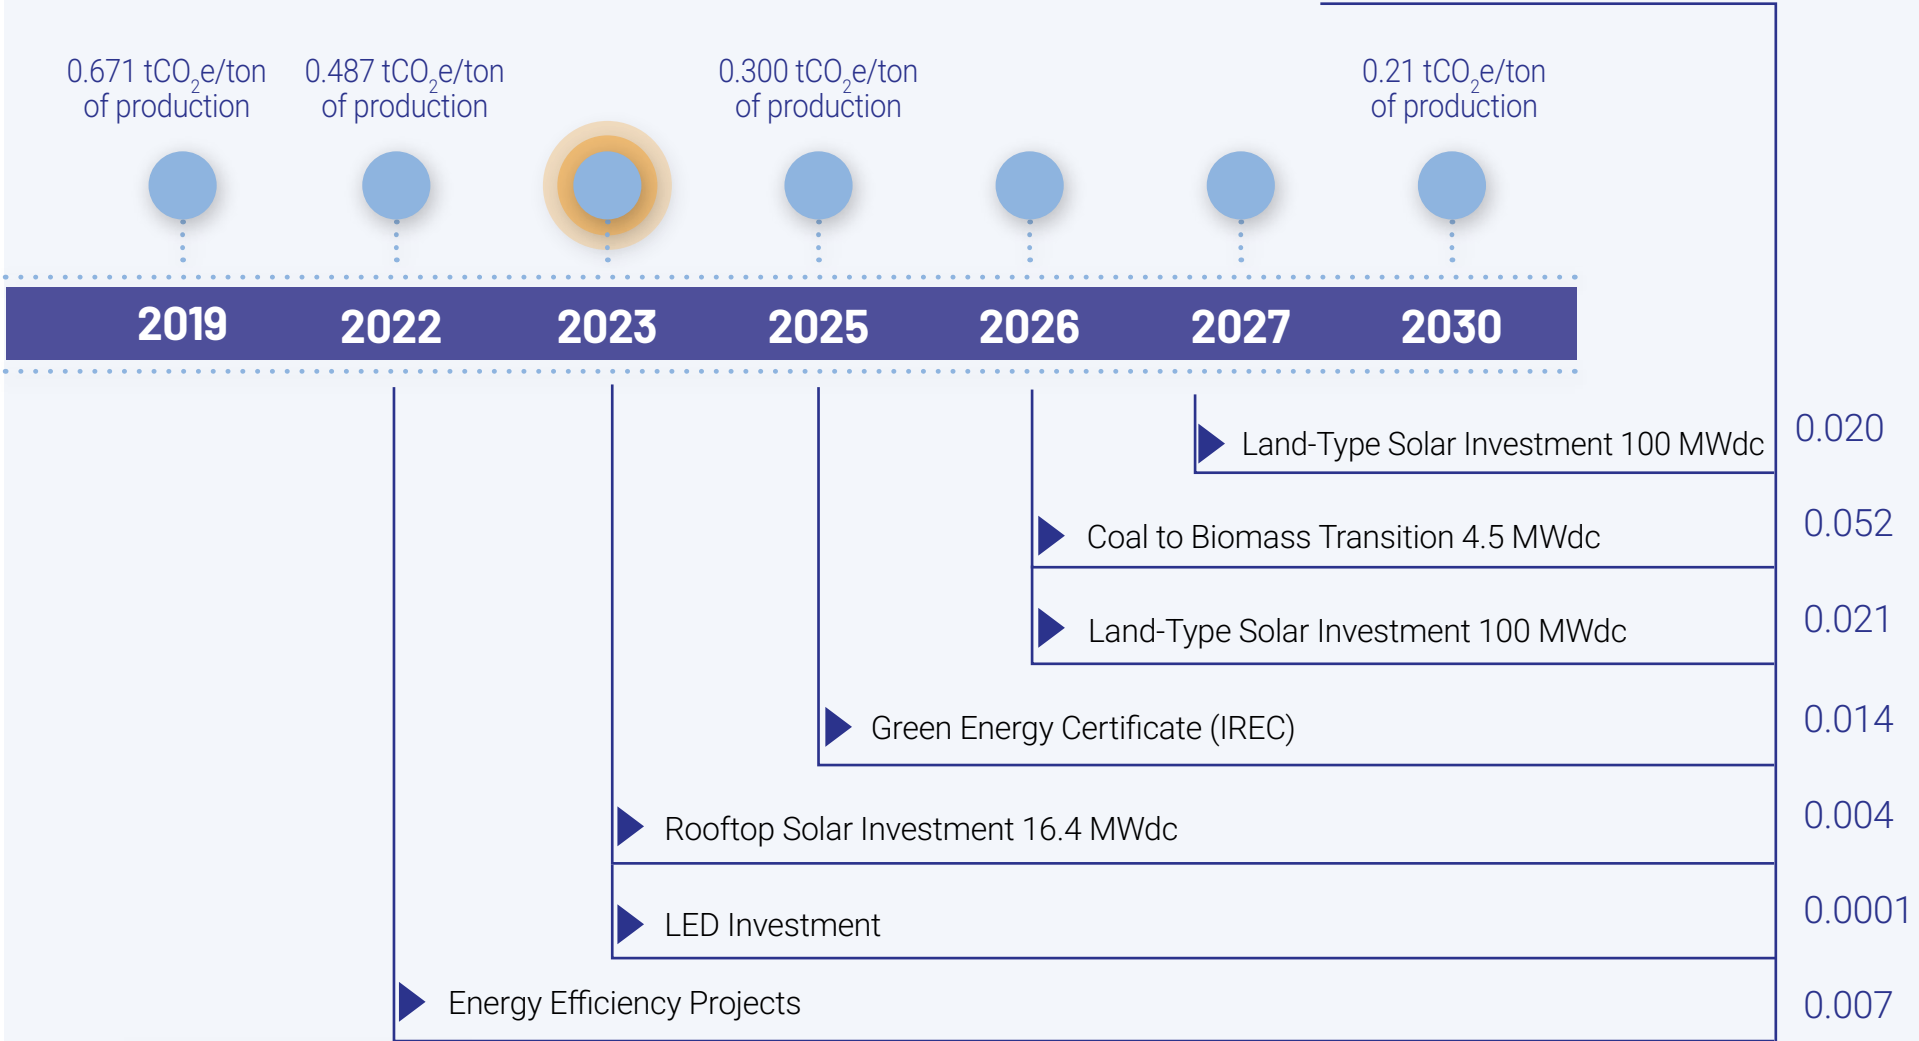 0.671 tCO₂e/ton
of production
0.487 tCO₂e/ton
of production
0.300 tCO₂e/ton
of production
0.21 tCO₂e/ton
of production
2019 2022 2023 2025 2026 2027 2030
Land-Type Solar Investment 100 MWdc 0.020
Coal to Biomass Transition 4.5 MWdc 0.052
Land-Type Solar Investment 100 MWdc 0.021
Green Energy Certificate (IREC) 0.014
Rooftop Solar Investment 16.4 MWdc 0.004
LED Investment 0.0001
Energy Efficiency Projects 0.007